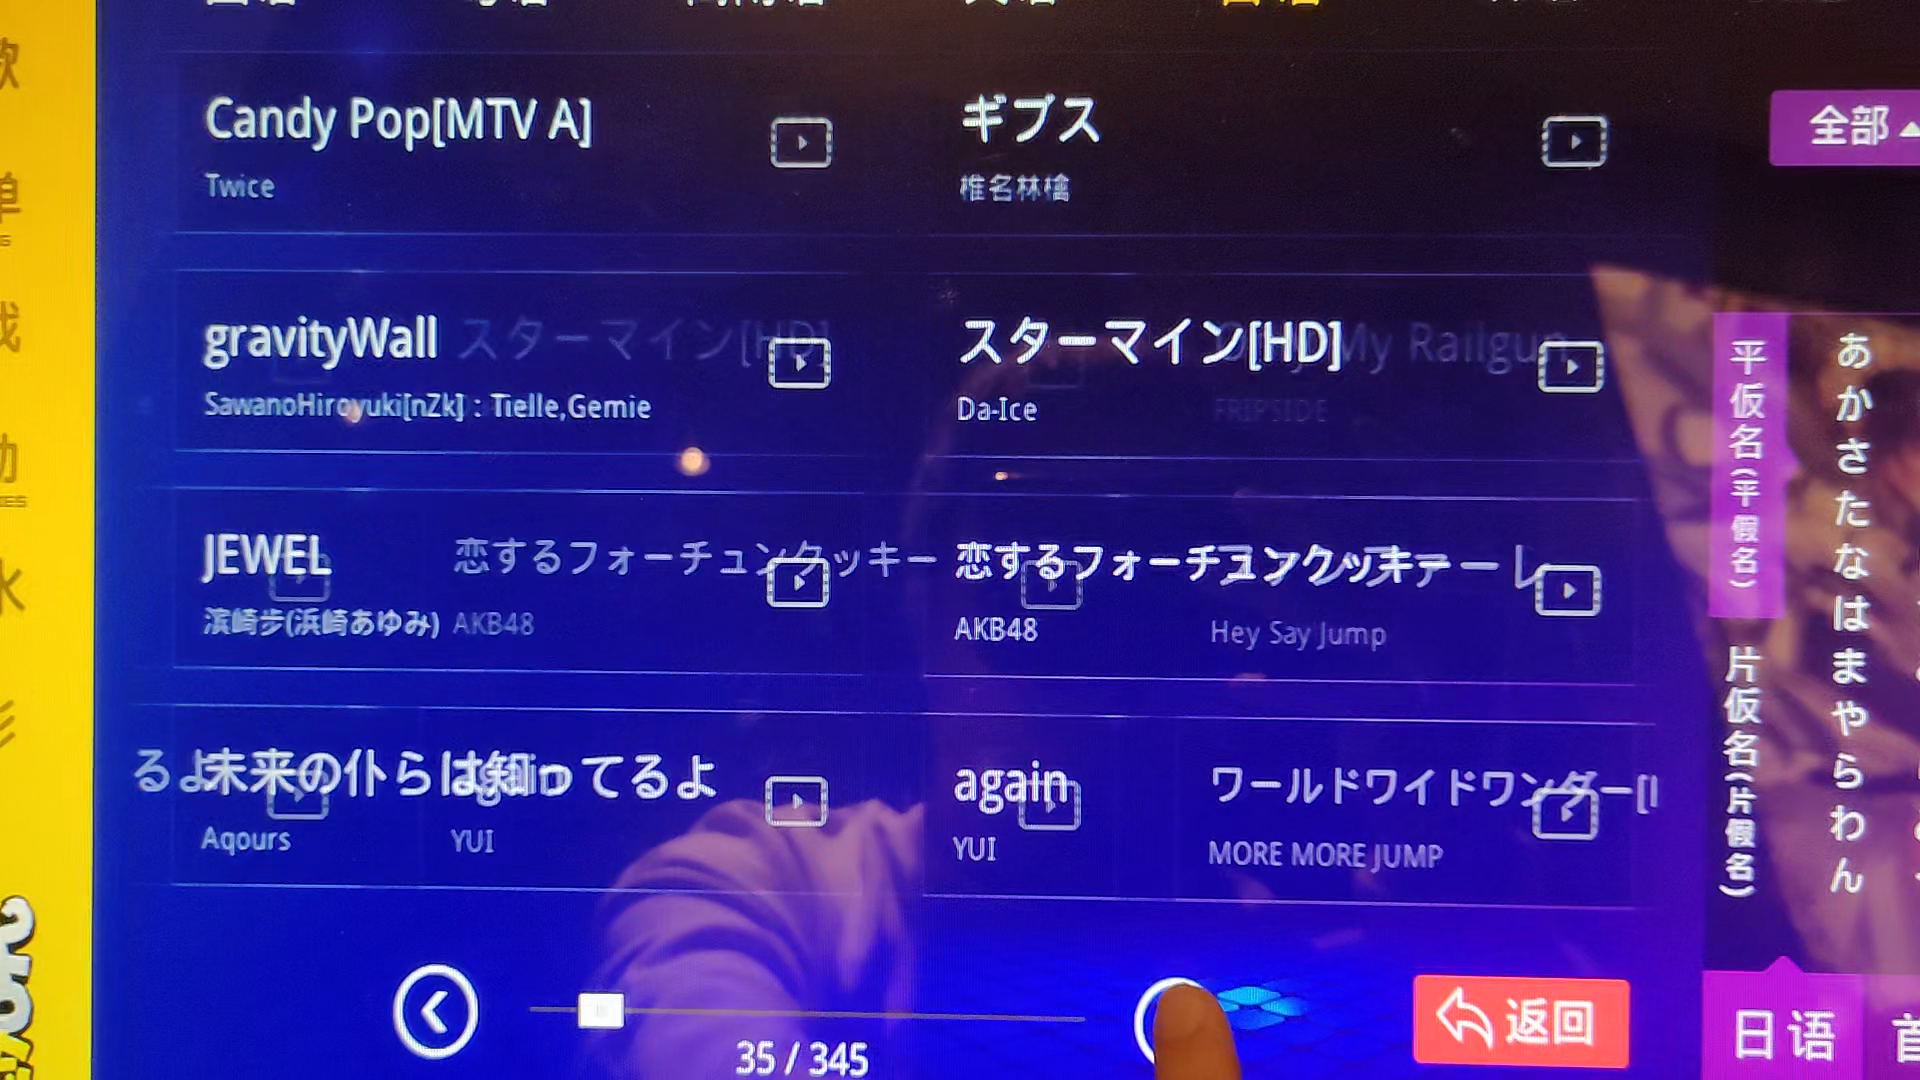 Candy Pop[MTV A]
Twice
ギブス
椎名林檎
全部
gravityWall
スターマイン[HD]
SawanoHiroyuki[nZk] : Tielle,Gemie
スターマイン[HD]
My Railgun
Da-Ice
FRIPSIDE
JEWEL
恋するフォーチュンクッキー
滨崎步(浜崎あゆみ)
AKB48
恋するフォーチュンクッキー
AKB48
Hey Say Jump
るよ
未来の仆らは知ってるよ
again
Aqours
YUI
again
ワールドワイドワンダー
YUI
MORE MORE JUMP
平仮名(平假名)
片仮名(片假名)
あかさたなはまやらわん
35 / 345
返回
日语